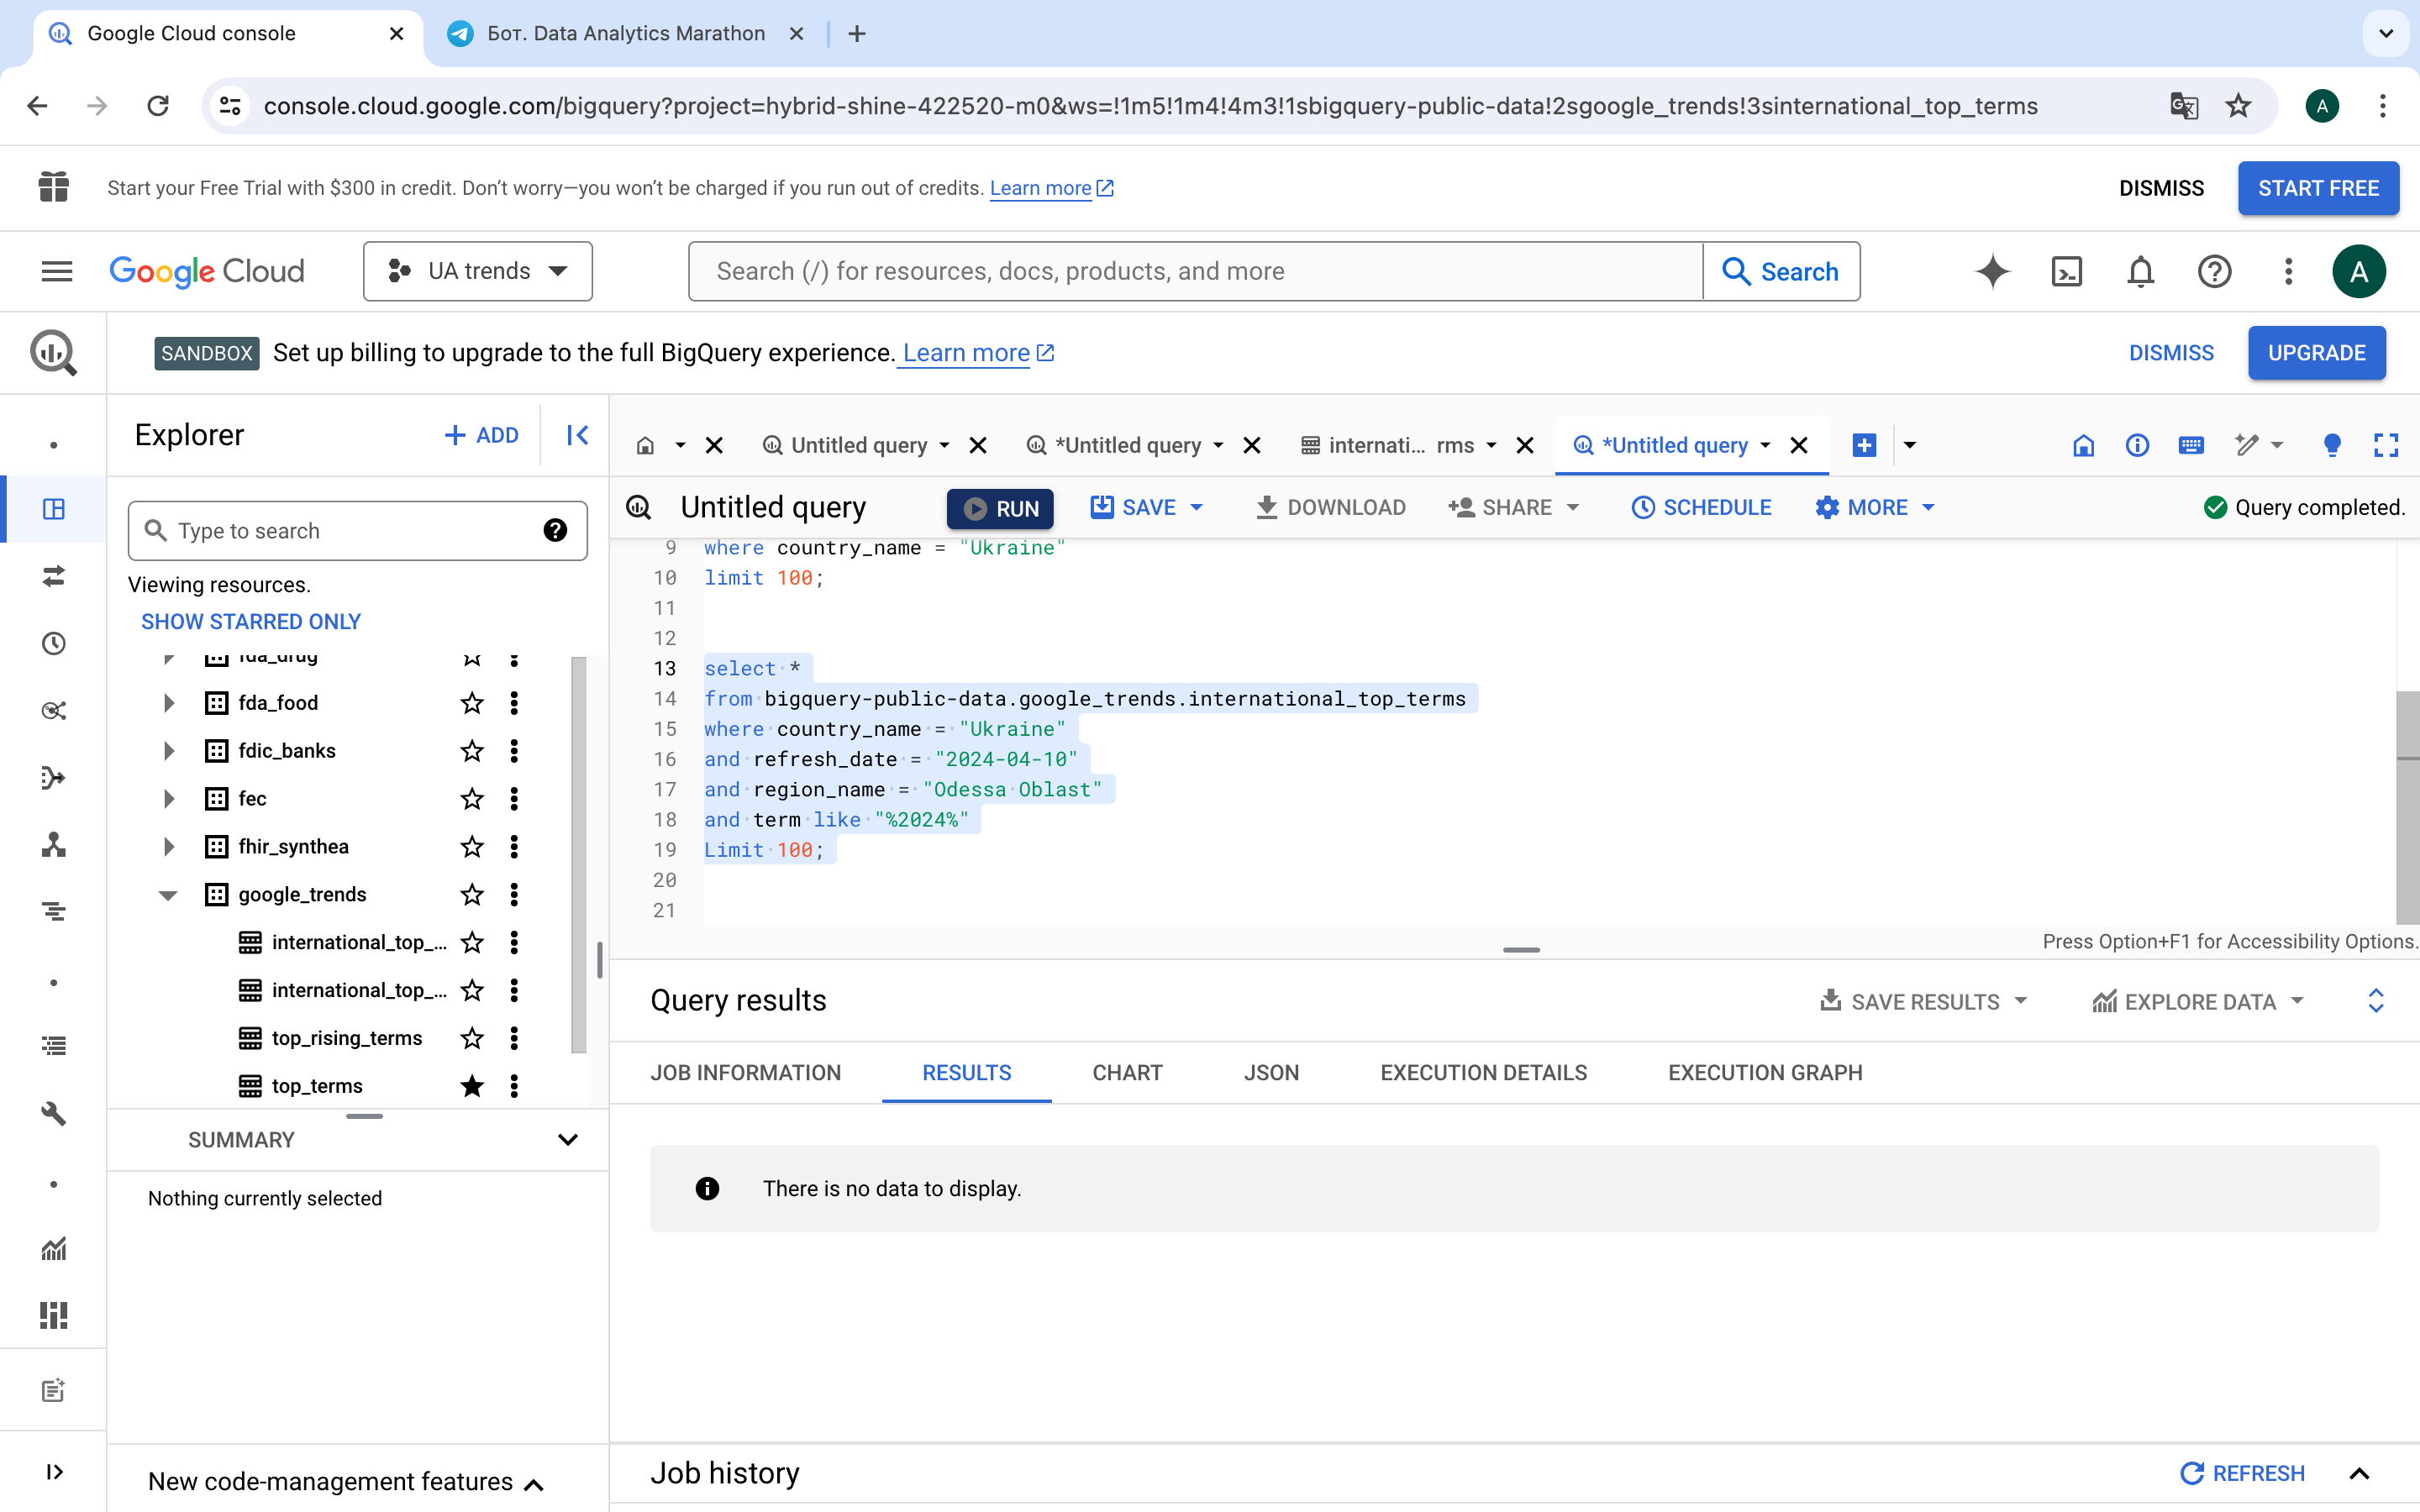 Google Cloud console
Бот. Data Analytics Marathon
console.cloud.google.com/bigquery?project=hybrid-shine-422520-m0&ws=!1m5!1m4!4m3!1sbigquery-public-data!2sgoogle_trends!3sinternational_top_terms
A
Start your Free Trial with $300 in credit. Don’t worry—you won’t be charged if you run out of credits. Learn more
DISMISS
START FREE
Google Cloud
UA trends
Search (/) for resources, docs, products, and more
Search
A
SANDBOX
Set up billing to upgrade to the full BigQuery experience. Learn more
DISMISS
UPGRADE
Explorer
ADD
Type to search
Viewing resources.
SHOW STARRED ONLY
fda_drug
fda_food
fdic_banks
fec
fhir_synthea
google_trends
international_top_...
international_top_...
top_rising_terms
top_terms
SUMMARY
Nothing currently selected
New code-management features
Untitled query
*Untitled query
internati... rms
*Untitled query
Untitled query
RUN
SAVE
DOWNLOAD
SHARE
SCHEDULE
MORE
Query completed.
9 where country_name = "Ukraine"
10 limit 100;
11
12
13 select *
14 from bigquery-public-data.google_trends.international_top_terms
15 where country_name = "Ukraine"
16 and refresh_date = "2024-04-10"
17 and region_name = "Odessa Oblast"
18 and term like "%2024%"
19 Limit 100;
20
21
Press Option+F1 for Accessibility Options.
Query results
SAVE RESULTS
EXPLORE DATA
JOB INFORMATION
RESULTS
CHART
JSON
EXECUTION DETAILS
EXECUTION GRAPH
There is no data to display.
Job history
REFRESH